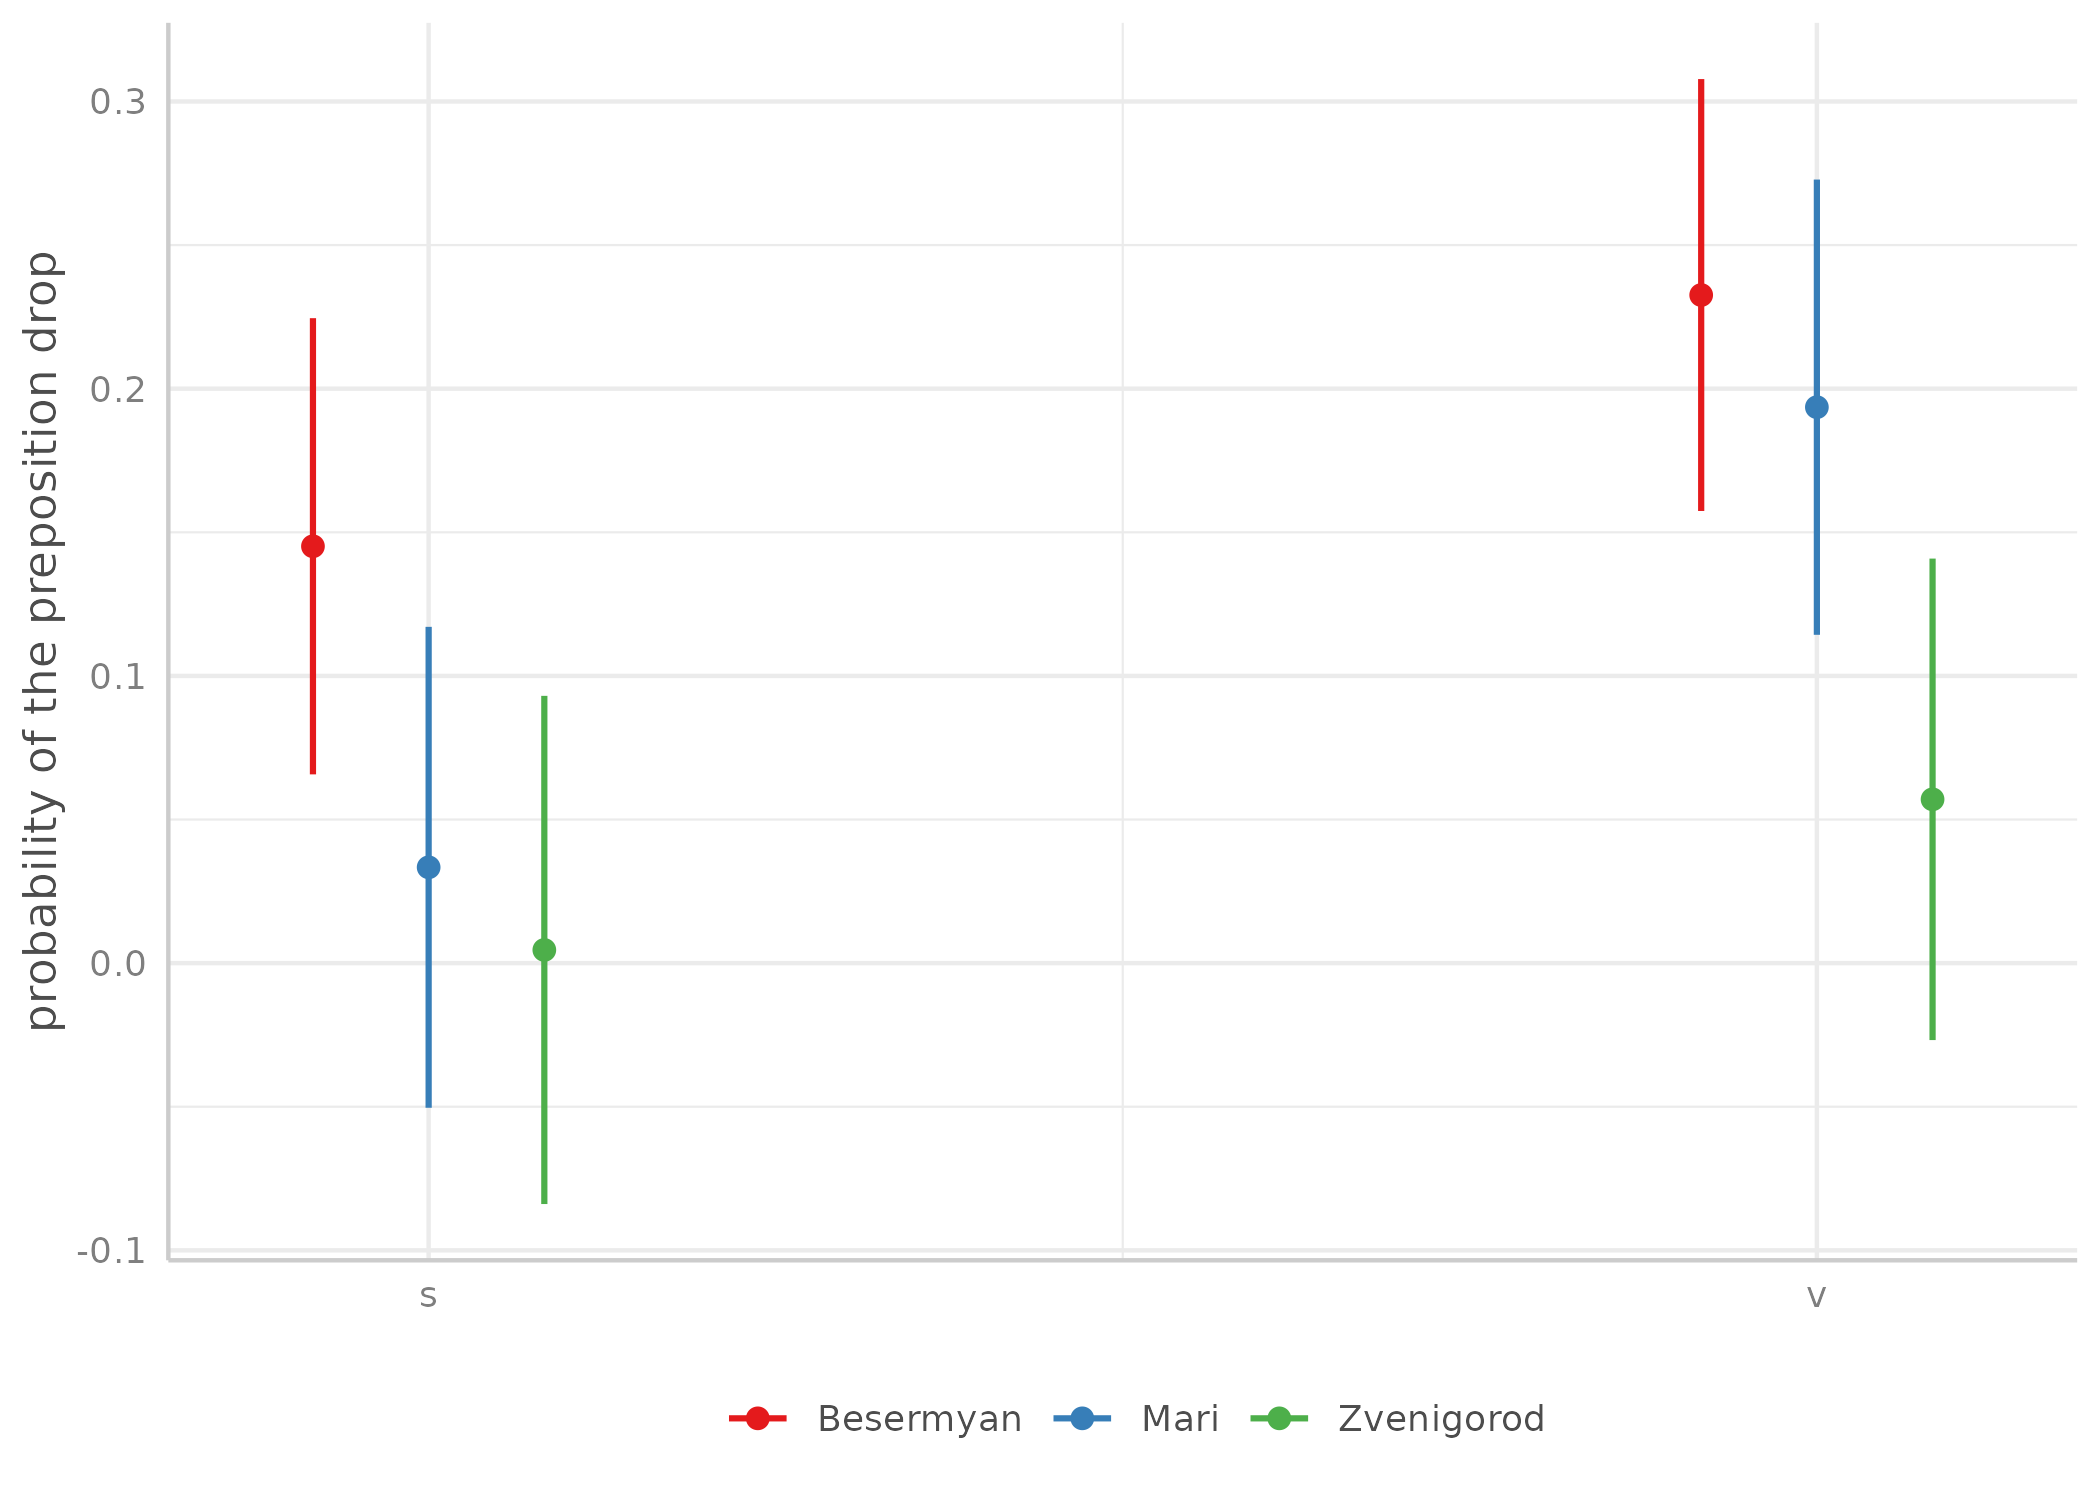 probability of the preposition drop
0.3
0.2
0.1
0.0
-0.1
s v
Besermyan Mari Zvenigorod